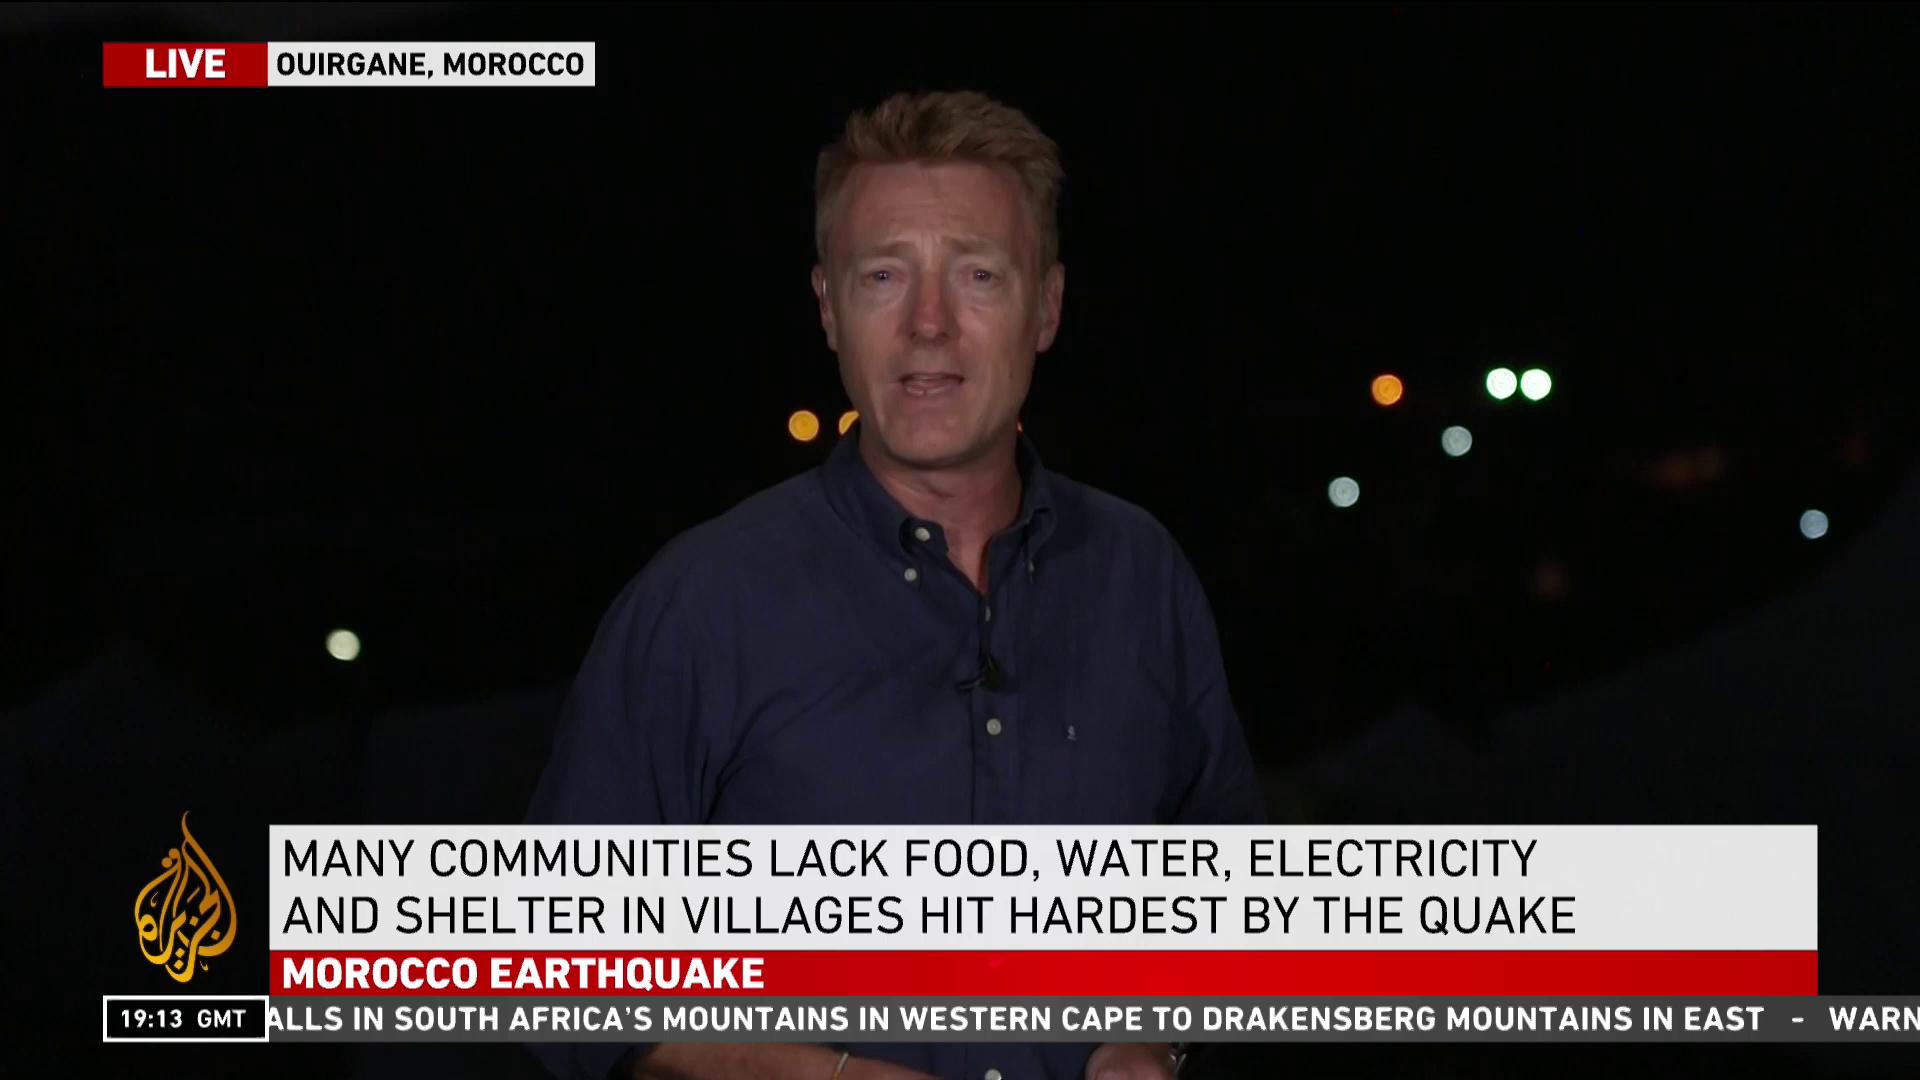 LIVE
OUIRGANE, MOROCCO
MANY COMMUNITIES LACK FOOD, WATER, ELECTRICITY
AND SHELTER IN VILLAGES HIT HARDEST BY THE QUAKE
MOROCCO EARTHQUAKE
الجزيرة
19:13 GMT
ALLS IN SOUTH AFRICA'S MOUNTAINS IN WESTERN CAPE TO DRAKENSBERG MOUNTAINS IN EAST - WARN